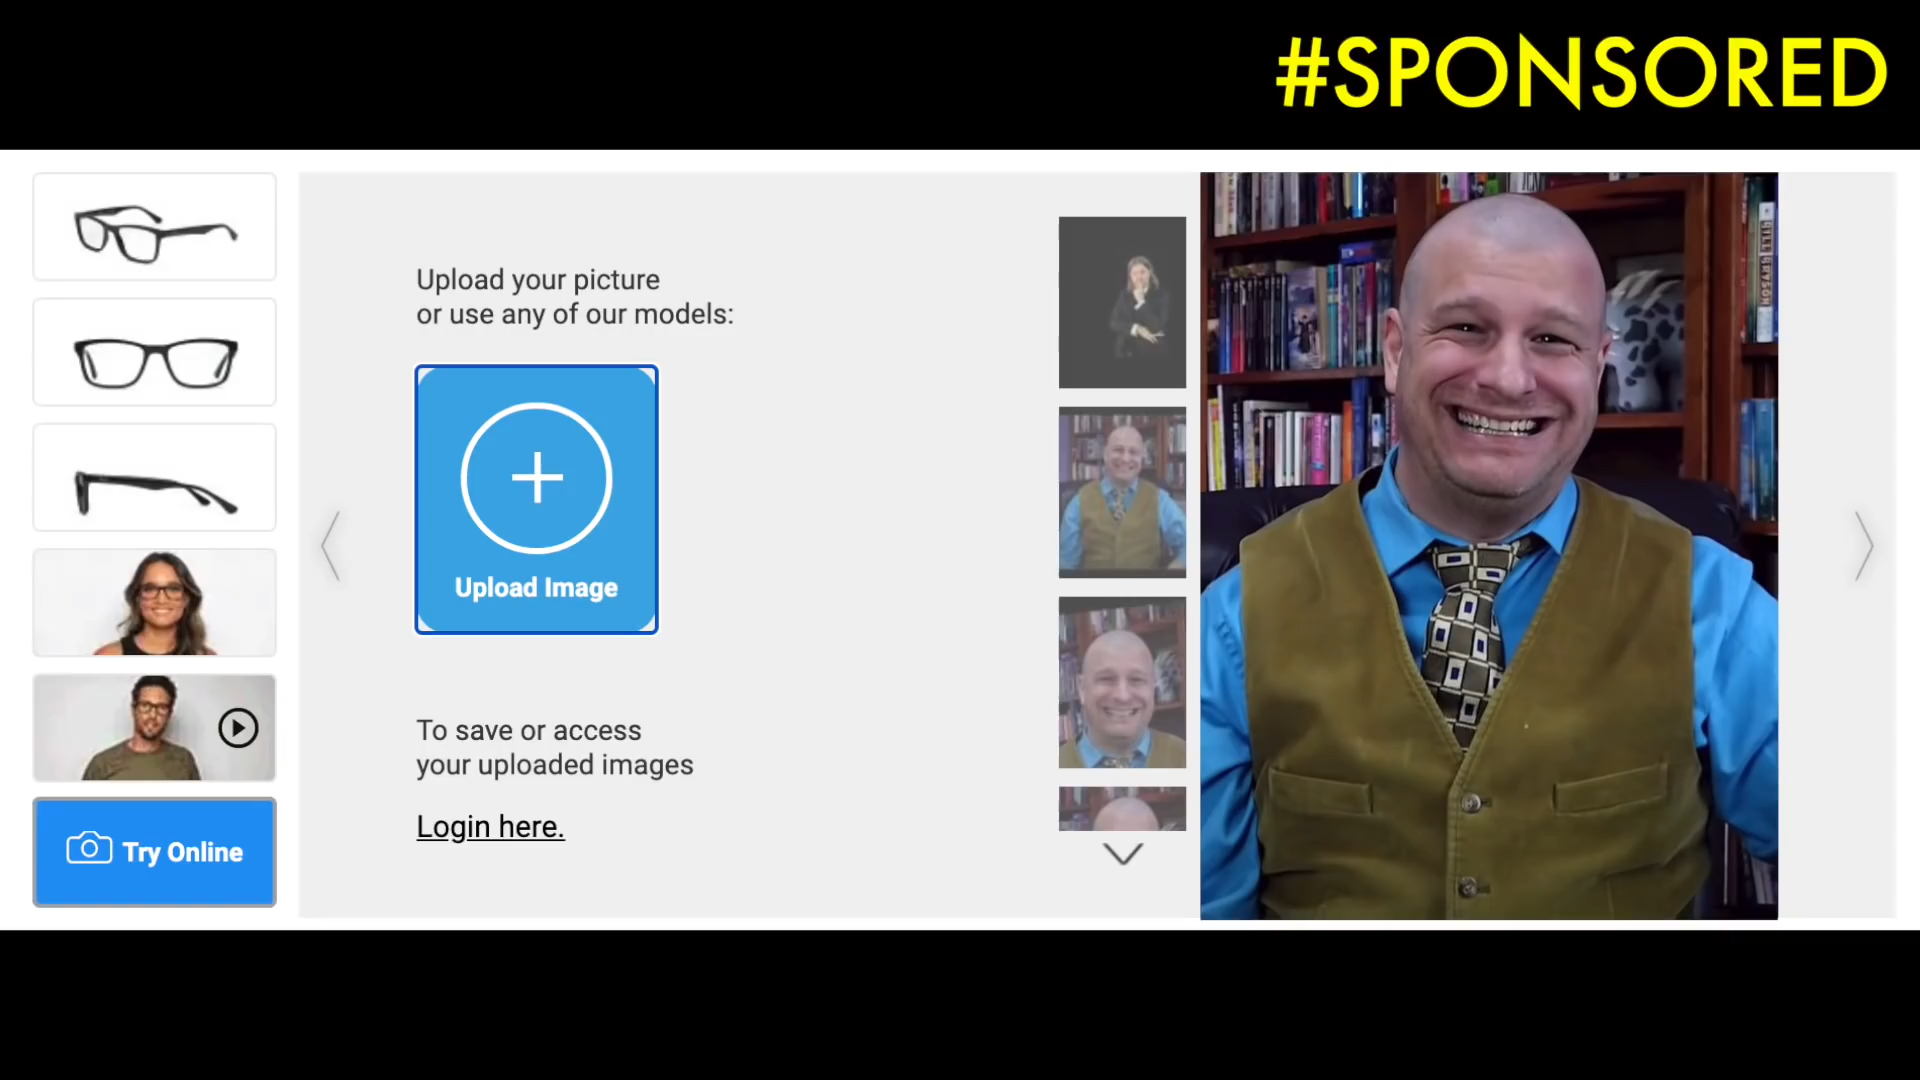 #SPONSORED
Upload your picture
or use any of our models:
Upload Image
To save or access
your uploaded images
Login here.
Try Online